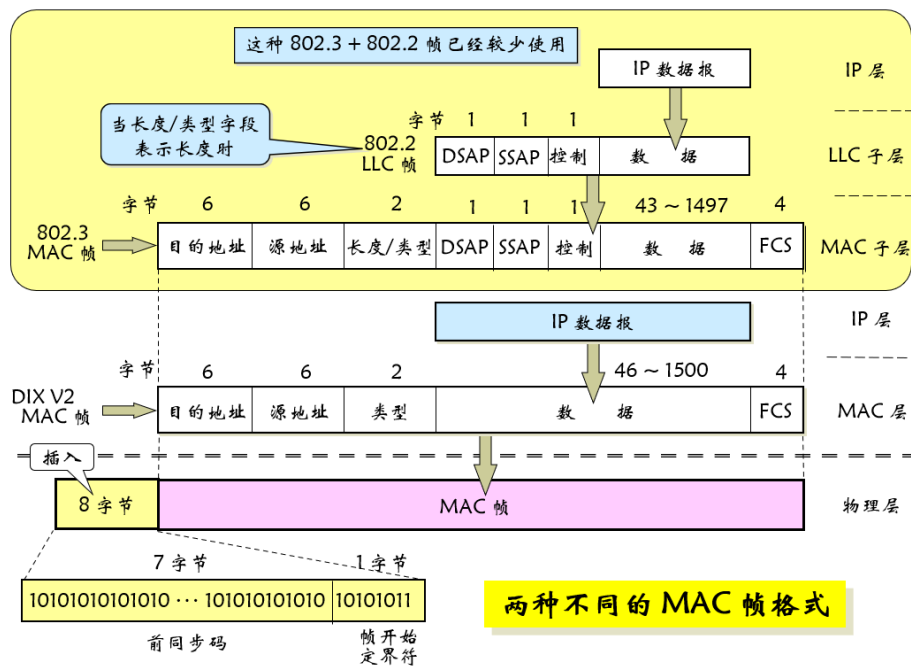 这种 802.3 + 802.2 帧已经较少使用
IP 数据报
IP 层
当长度/类型字段
表示长度时
字节 1 1 1
802.2
LLC 帧
DSAP SSAP 控制 数 据
LLC 子层
字节 6 6 2 1 1 1 43 ~ 1497 4
802.3
MAC 帧
目的地址 源地址 长度/类型 DSAP SSAP 控制 数 据 FCS
MAC 子层
IP 数据报
IP 层
字节 6 6 2 46 ~ 1500 4
DIX V2
MAC 帧
目的地址 源地址 类型 数 据 FCS
MAC 层
插入
8 字节
MAC 帧
物理层
7 字节 1 字节
10101010101010 ··· 101010101010 10101011
前同步码
帧开始
定界符
两种不同的 MAC 帧格式